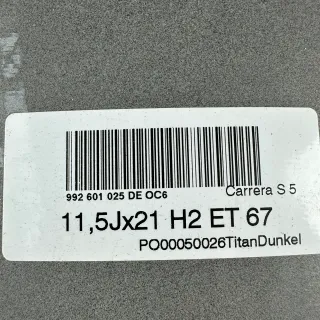 992 601 025 DE OC6
Carrera S 5
11,5Jx21 H2 ET 67
PO00050026TitanDunkel